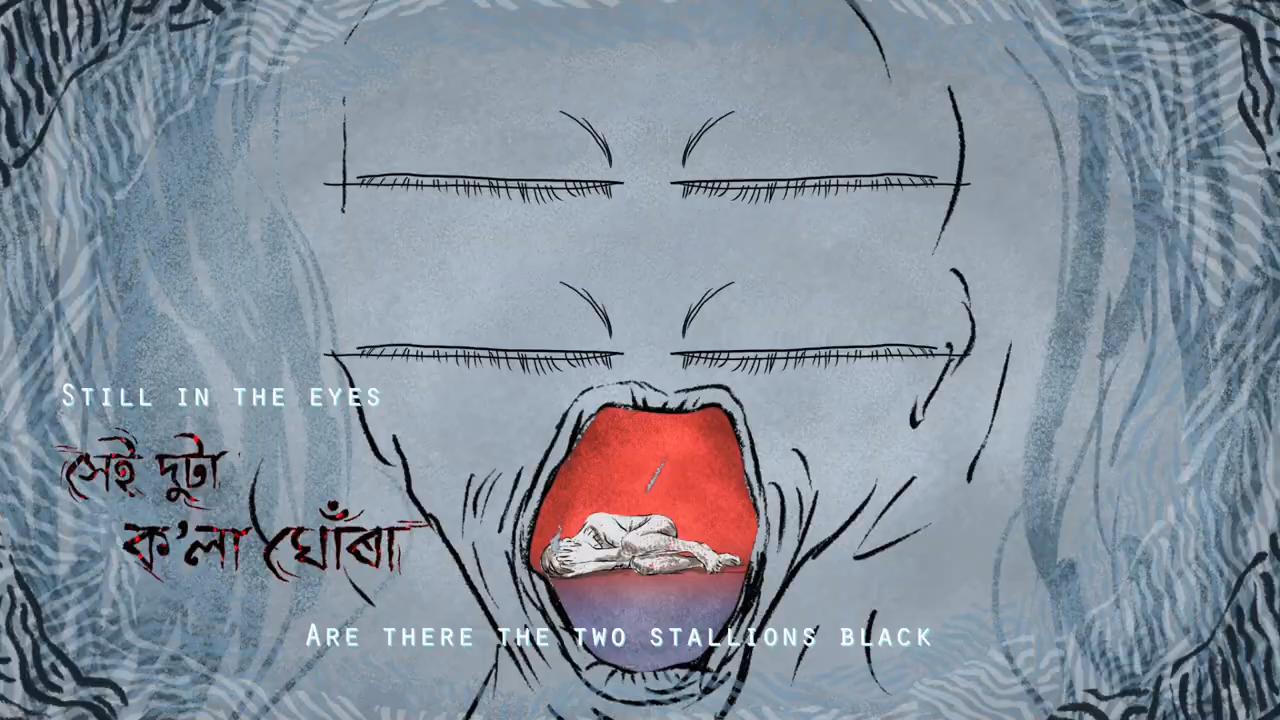 STILL IN THE EYES
সেই দুটা
ক'লা ঘোঁৰা
ARE THERE THE TWO STALLIONS BLACK